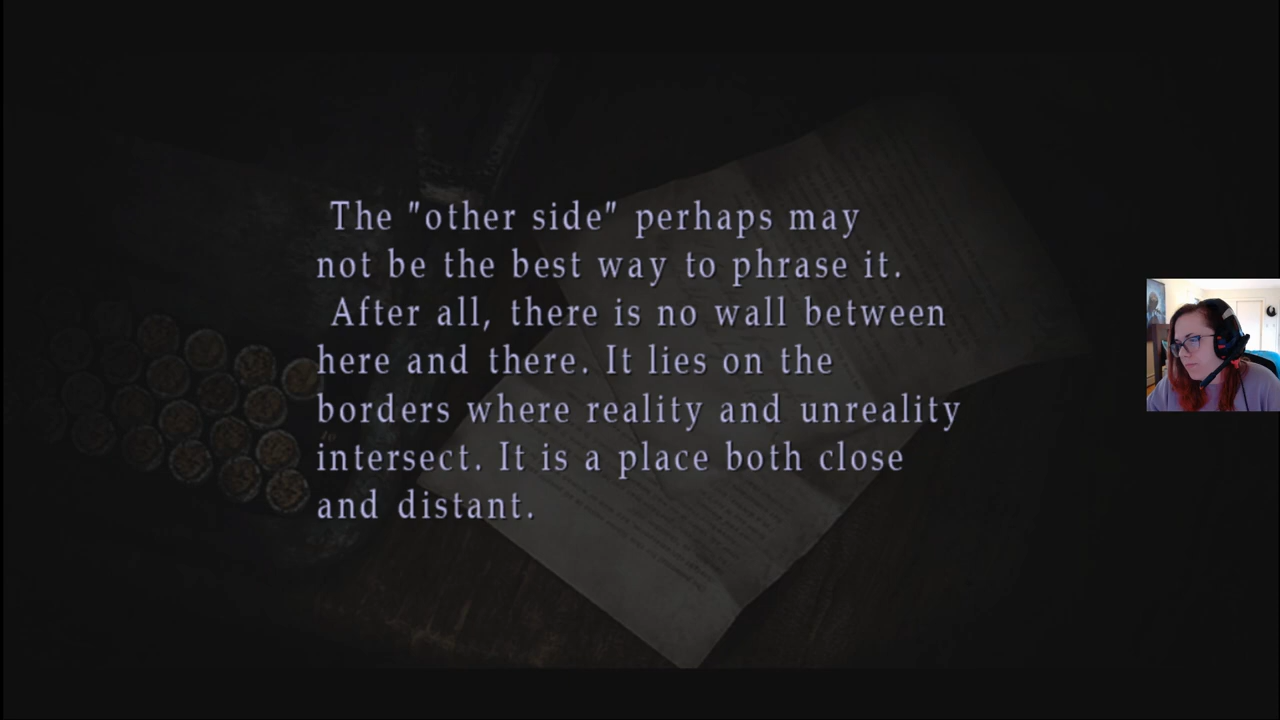 The "other side" perhaps may
not be the best way to phrase it.
After all, there is no wall between
here and there. It lies on the
borders where reality and unreality
intersect. It is a place both close
and distant.